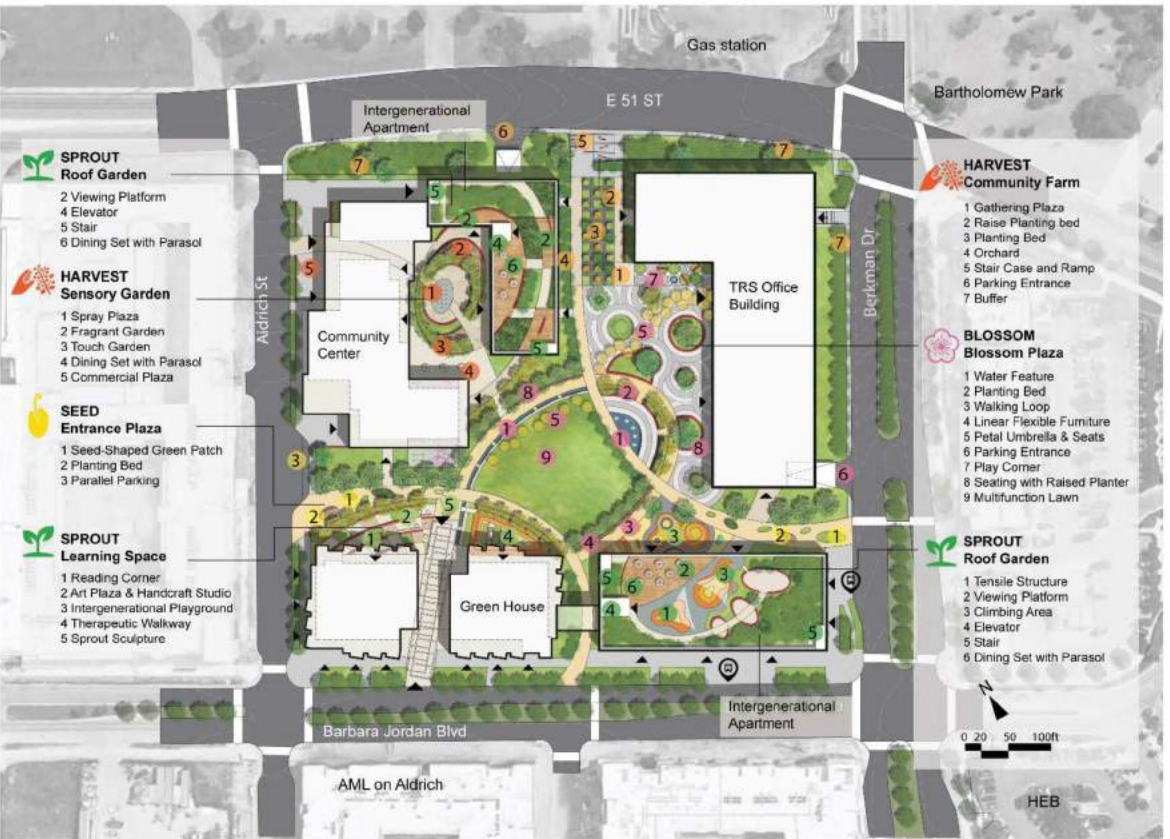 Gas station
E 51 ST
Bartholomew Park
Intergenerational
Apartment
SPROUT
Roof Garden
2 Viewing Platform
4 Elevator
5 Stair
6 Dining Set with Parasol
HARVEST
Sensory Garden
1 Spray Plaza
2 Fragrant Garden
3 Touch Garden
4 Dining Set with Parasol
5 Commercial Plaza
SEED
Entrance Plaza
1 Seed-Shaped Green Patch
2 Planting Bed
3 Parallel Parking
SPROUT
Learning Space
1 Reading Corner
2 Art Plaza & Handcraft Studio
3 Intergenerational Playground
4 Therapeutic Walkway
5 Sprout Sculpture
Aldrich St
Community
Center
TRS Office
Building
Green House
Berkman Dr
HARVEST
Community Farm
1 Gathering Plaza
2 Raise Planting bed
3 Planting Bed
4 Orchard
5 Stair Case and Ramp
6 Parking Entrance
7 Buffer
BLOSSOM
Blossom Plaza
1 Water Feature
2 Planting Bed
3 Walking Loop
4 Linear Flexible Furniture
5 Petal Umbrella & Seats
6 Parking Entrance
7 Play Corner
8 Seating with Raised Planter
9 Multifunction Lawn
SPROUT
Roof Garden
1 Tensile Structure
2 Viewing Platform
3 Climbing Area
4 Elevator
5 Stair
6 Dining Set with Parasol
Intergenerational
Apartment
Barbara Jordan Blvd
AML on Aldrich
N
0 20 50 100ft
HEB